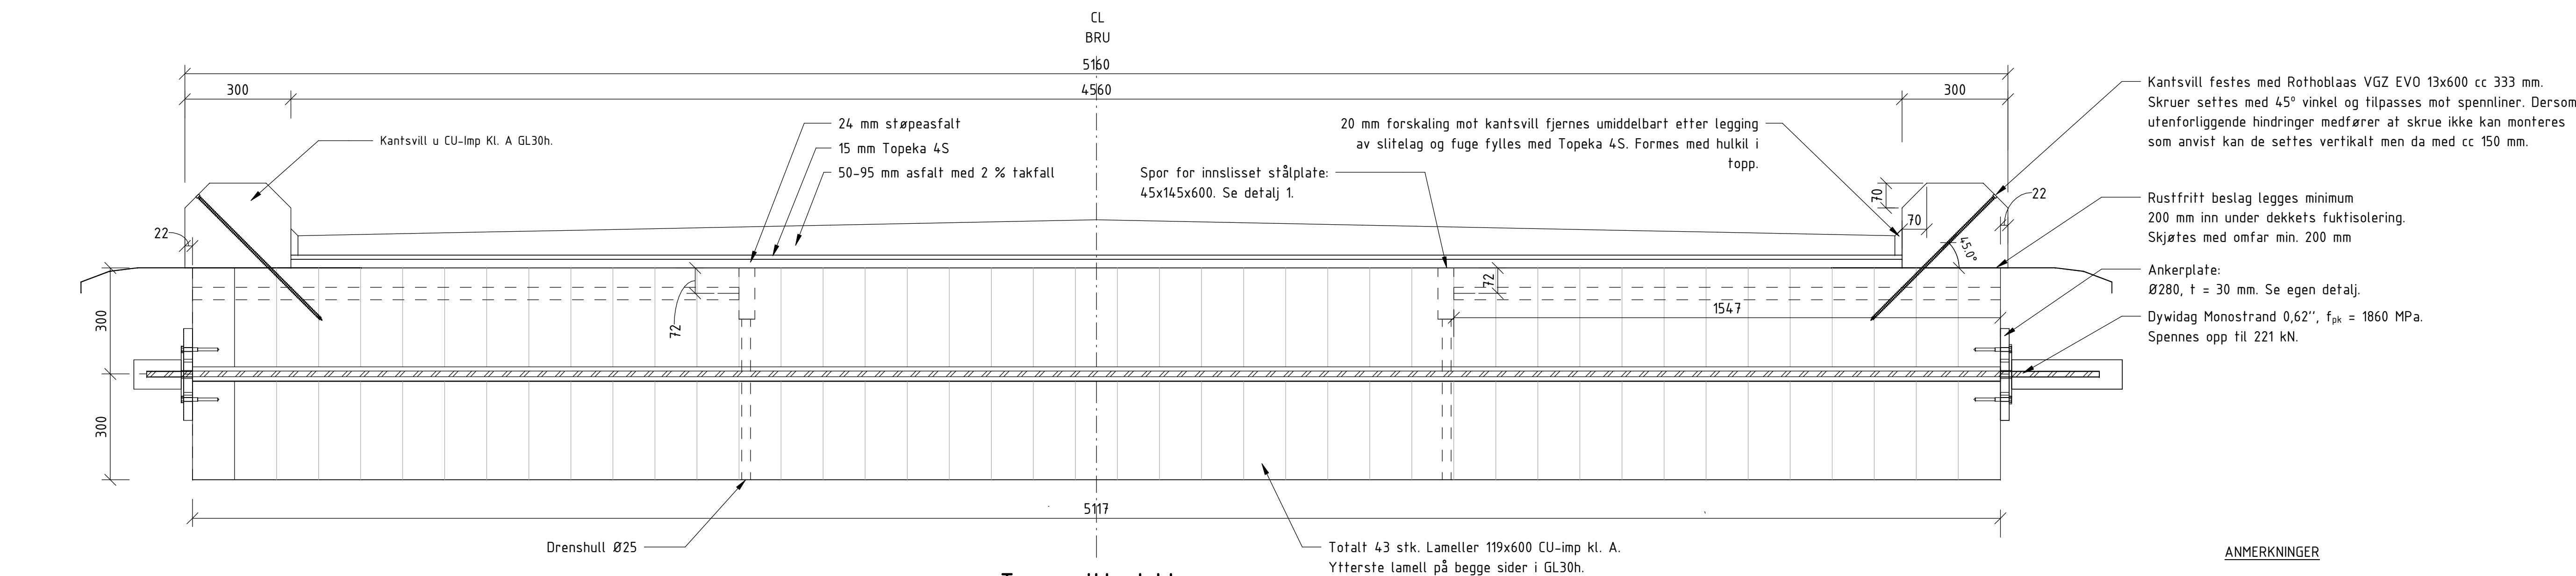 CL
BRU
5160
300
4560
300
Kantsvill u CU-Imp Kl. A GL30h.
24 mm støpeasfalt
15 mm Topeka 4S
50-95 mm asfalt med 2 % takfall
20 mm forskaling mot kantsvill fjernes umiddelbart etter legging
av slitelag og fuge fylles med Topeka 4S. Formes med hulkil i
topp.
Spor for innslisset stålplate:
45x145x600. Se detalj 1.
Kantsvill festes med Rothoblaas VGZ EVO 13x600 cc 333 mm.
Skruer settes med 45° vinkel og tilpasses mot spennliner. Dersom
utenforliggende hindringer medfører at skrue ikke kan monteres
som anvist kan de settes vertikalt men da med cc 150 mm.
70
70
22
22
45.0°
Rustfritt beslag legges minimum
200 mm inn under dekkets fuktisolering.
Skjøtes med omfar min. 200 mm
Ankerplate:
Ø280, t = 30 mm. Se egen detalj.
Dywidag Monostrand 0,62'', fpk = 1860 MPa.
Spennes opp til 221 kN.
300
300
72
72
1547
5117
Drenshull Ø25
Totalt 43 stk. Lameller 119x600 CU-imp kl. A.
Ytterste lamell på begge sider i GL30h.
ANMERKNINGER